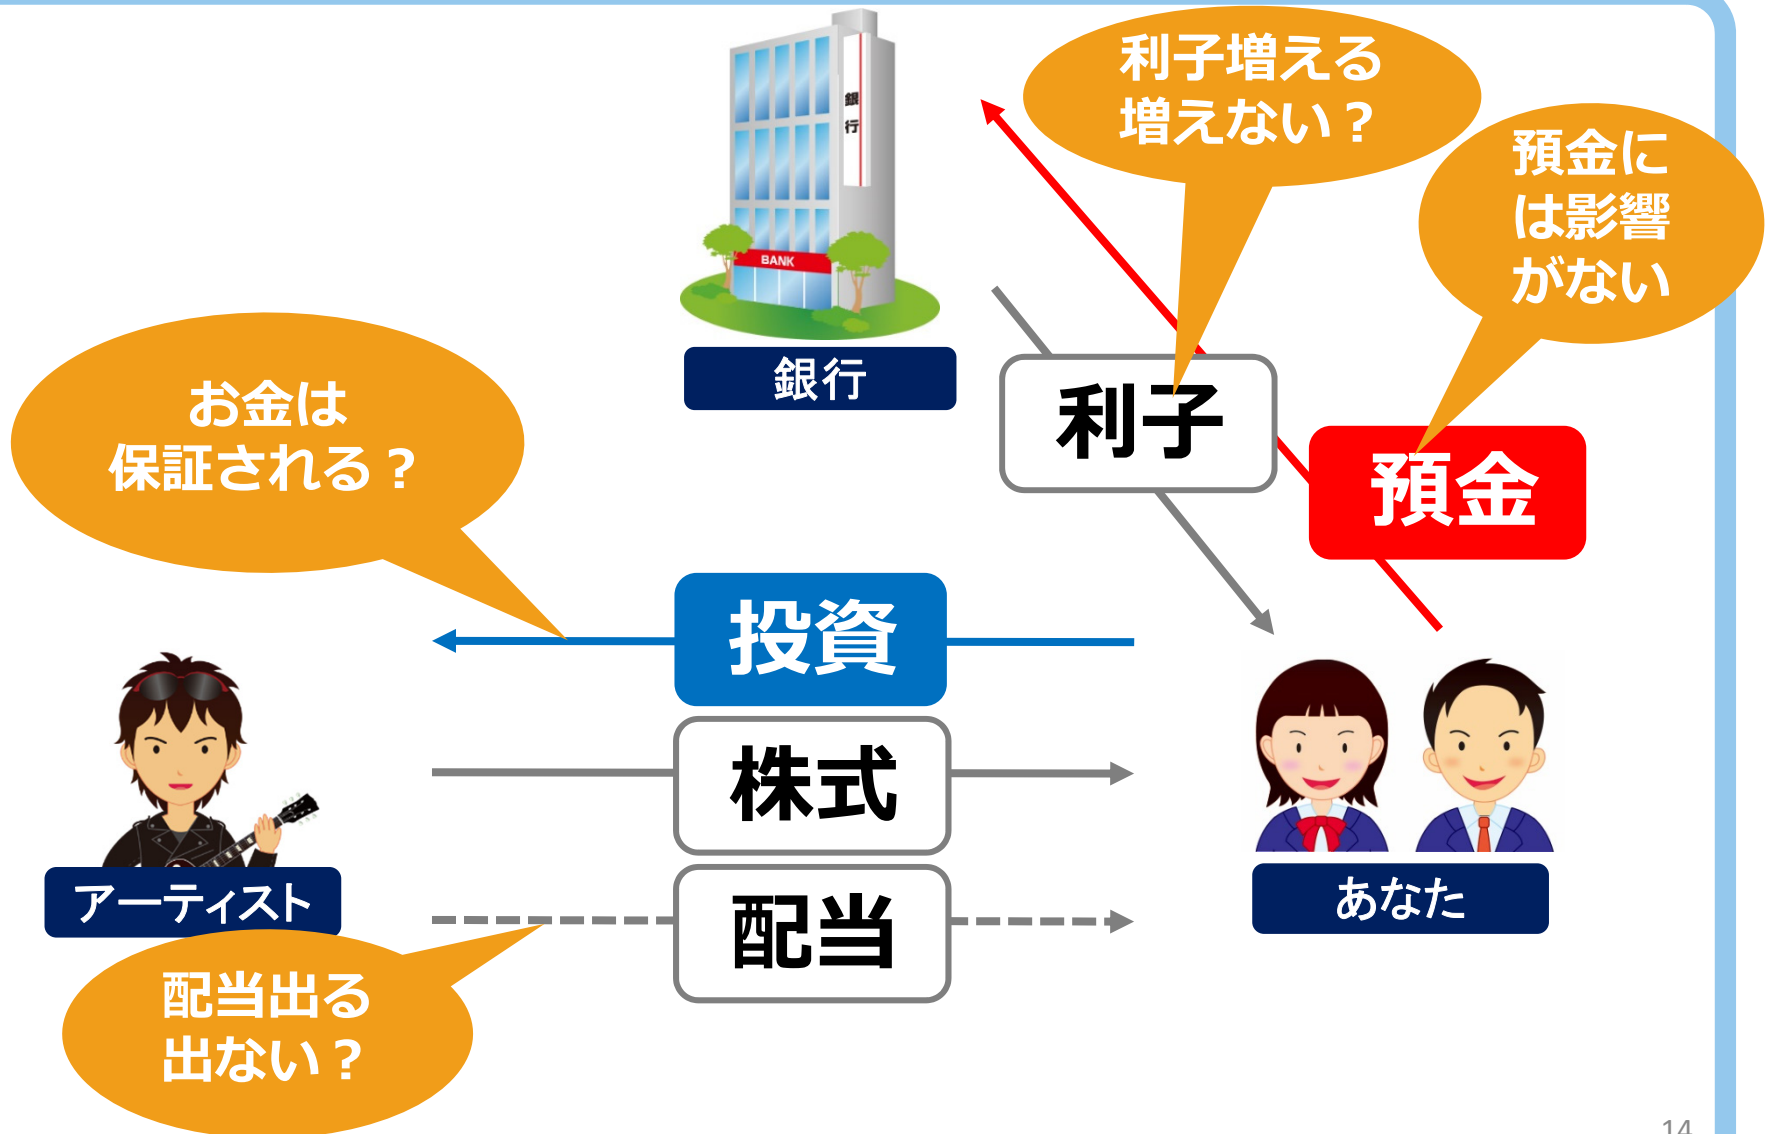 利子増える
増えない？
預金に
は影響
がない
銀
行
BANK
銀行
お金は
保証される？
利子
預金
投資
株式
配当
アーティスト
あなた
配当出る
出ない？
14